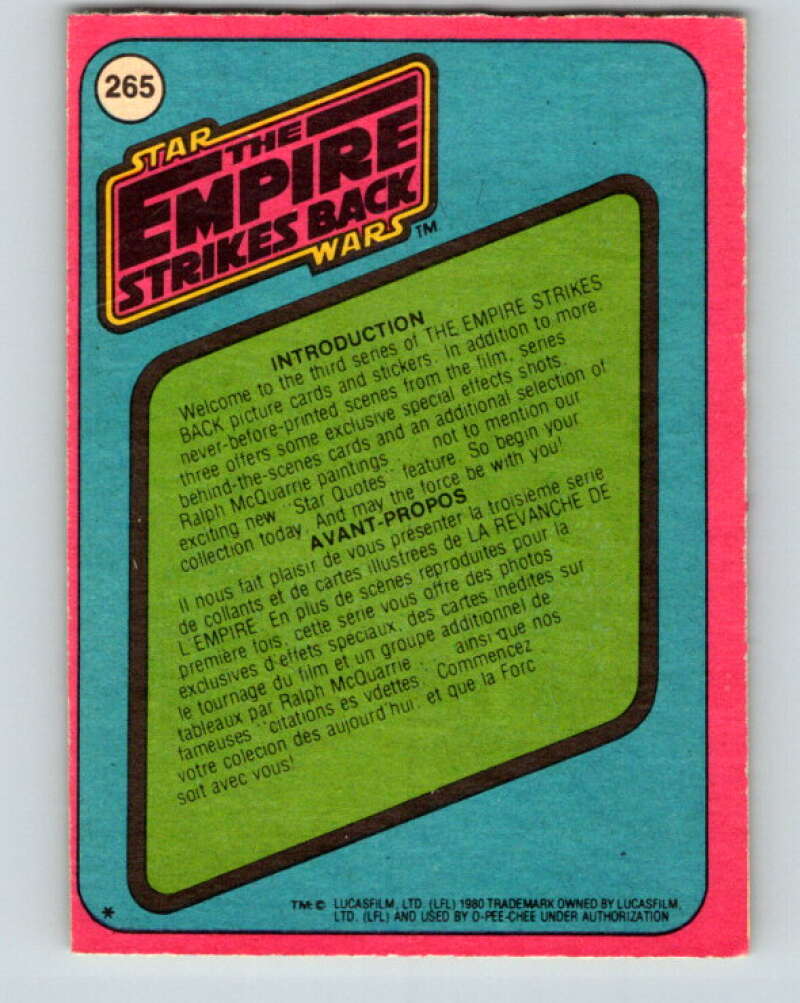 265
STAR
THE
EMPIRE
STRIKES BACK
WARS TM
INTRODUCTION
Welcome to the third series of THE EMPIRE STRIKES
BACK picture cards and stickers. In addition to more
never-before-printed scenes from the film, series
three offers some exclusive special effects shots.
behind-the-scenes cards and an additional selection of
Ralph McQuarrie paintings . . . not to mention our
exciting new "Star Quotes" feature. So begin your
collection today. And may the force be with you!
AVANT-PROPOS
Il nous fait plaisir de vous présenter la troisième serie
de collants et de cartes illustrées de LA REVANCHE DE
L'EMPIRE. En plus de scènes reproduites pour la
première fois, cette serie vous offre des photos
exclusives d'effets spéciaux, des cartes inedites sur
le tournage du film et un groupe additionnel de
tableaux par Ralph McQuarrie . . . ainsi que nos
fameuses "citations es vdettes". Commencez
votre colecion des aujourd'hui: et que la Forc
soit avec vous!
TM: © LUCASFILM, LTD. (LFL) 1980 TRADEMARK OWNED BY LUCASFILM,
LTD. (LFL) AND USED BY O-PEE-CHEE UNDER AUTHORIZATION
*